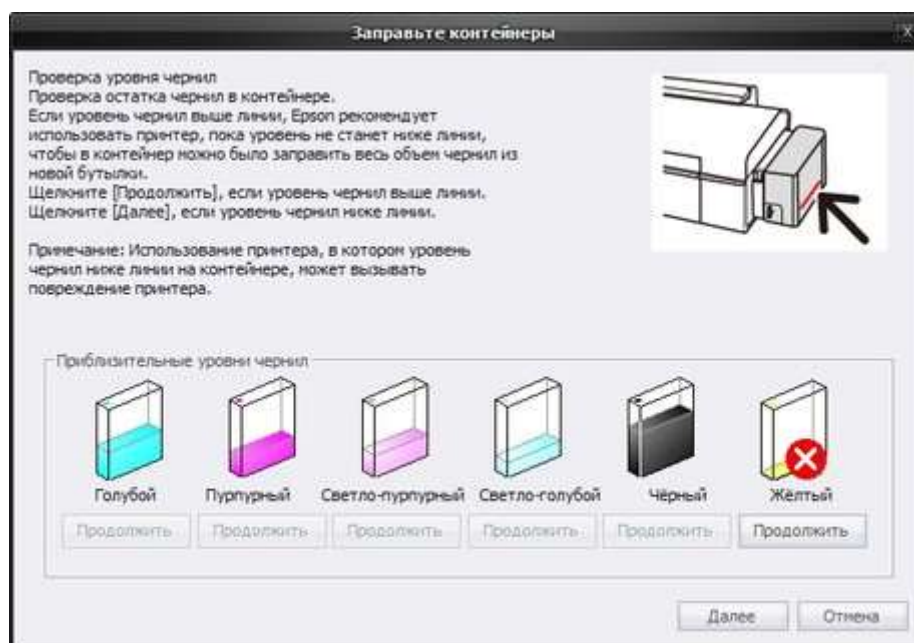 Заправьте контейнеры
Проверка уровня чернил
Проверка остатка чернил в контейнере.
Если уровень чернил выше линии, Epson рекомендует
использовать принтер, пока уровень не станет ниже линии,
чтобы в контейнер можно было заправить весь объем чернил из
новой бутылки.
Щелкните [Продолжить], если уровень чернил выше линии.
Щелкните [Далее], если уровень чернил ниже линии.
Примечание: Использование принтера, в котором уровень
чернил ниже линии на контейнере, может вызывать
повреждение принтера.
Приблизительные уровни чернил
Голубой Пурпурный Светло-пурпурный Светло-голубой Чёрный Жёлтый
Продолжить Продолжить Продолжить Продолжить Продолжить Продолжить
Далее Отмена